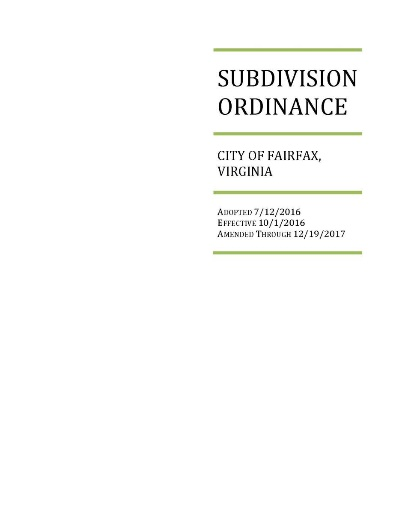 SUBDIVISION
ORDINANCE
CITY OF FAIRFAX,
VIRGINIA
ADOPTED 7/12/2016
EFFECTIVE 10/1/2016
AMENDED THROUGH 12/19/2017